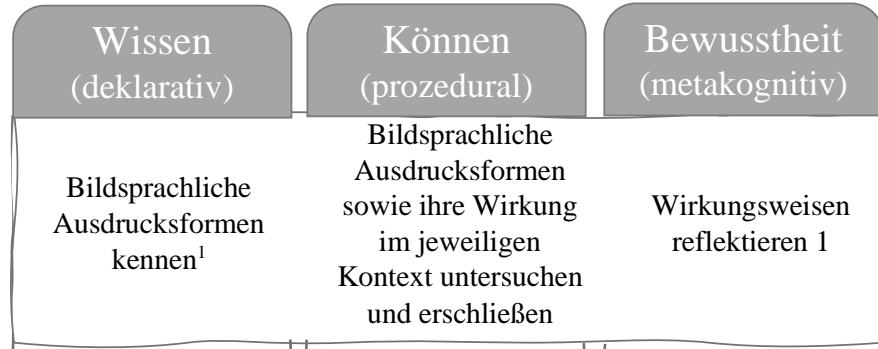 Wissen
(deklarativ)
Können
(prozedural)
Bewusstheit
(metakognitiv)
Bildsprachliche
Ausdrucksformen
kennen¹
Bildsprachliche
Ausdrucksformen
sowie ihre Wirkung
im jeweiligen
Kontext untersuchen
und erschließen
Wirkungsweisen
reflektieren 1